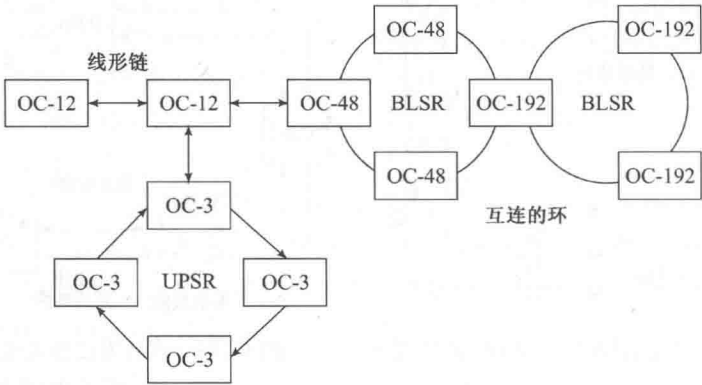 OC-48
OC-192
线形链
OC-12
OC-12
OC-48
BLSR
OC-192
BLSR
OC-48
OC-192
OC-3
互连的环
OC-3
UPSR
OC-3
OC-3